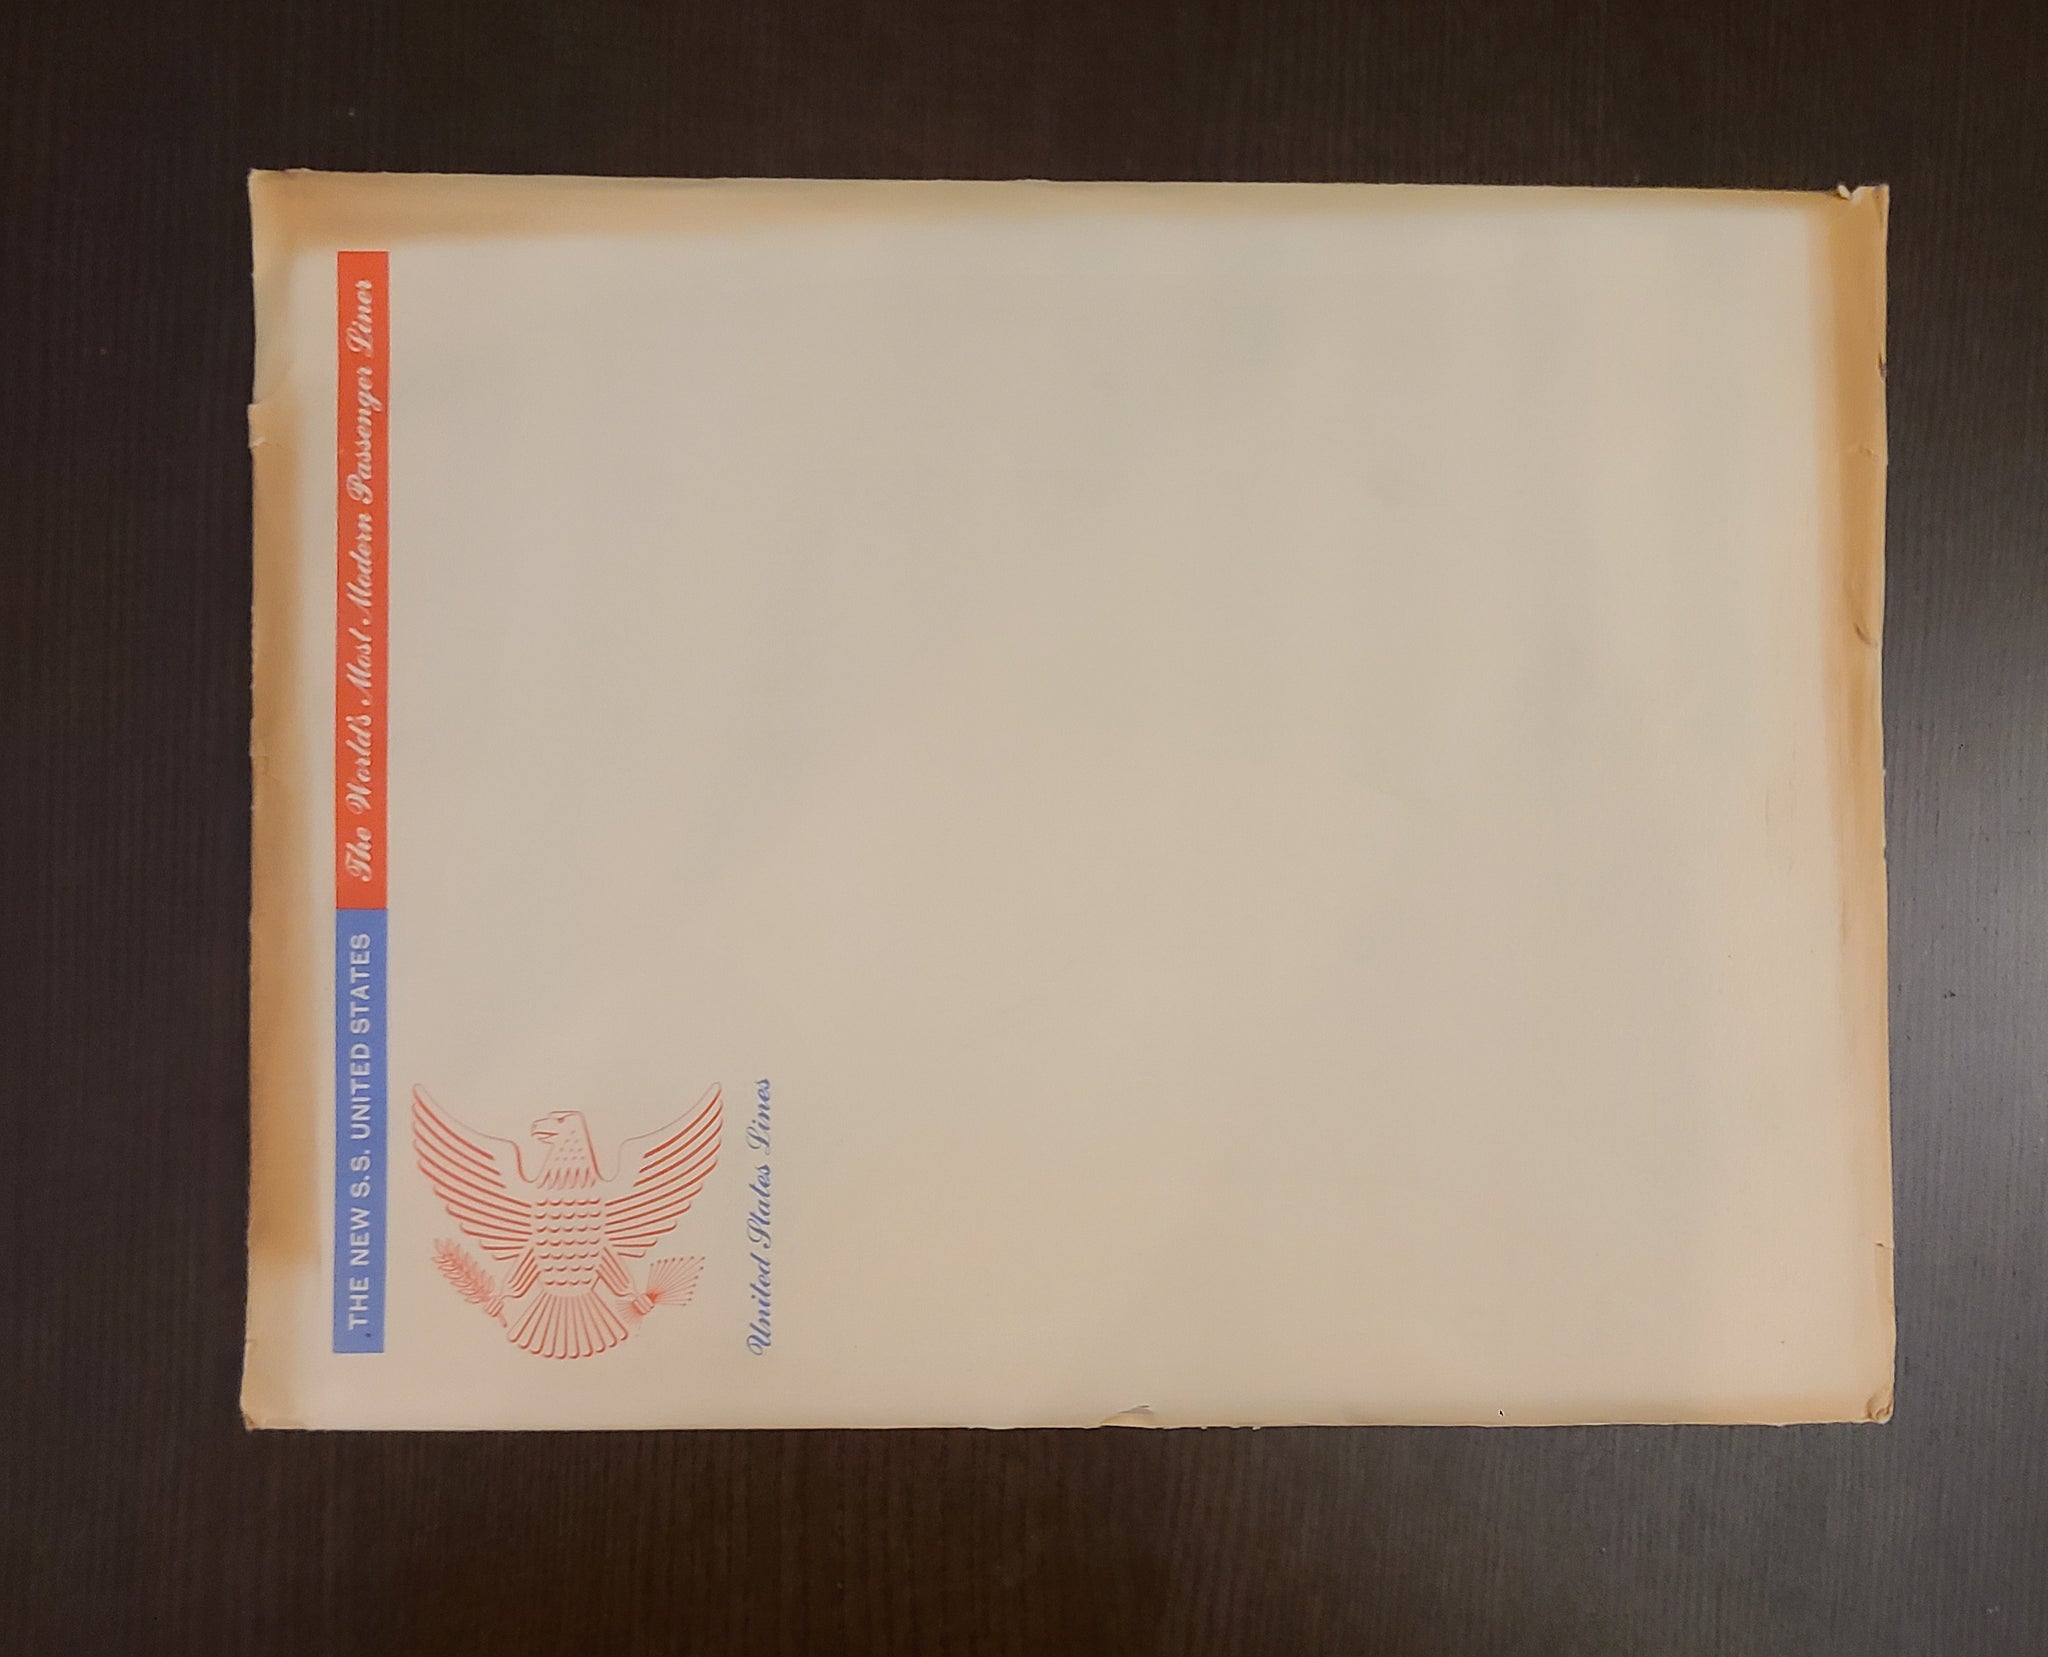 THE NEW S.S. UNITED STATES The World's Most Modern Passenger Liner
United States Lines